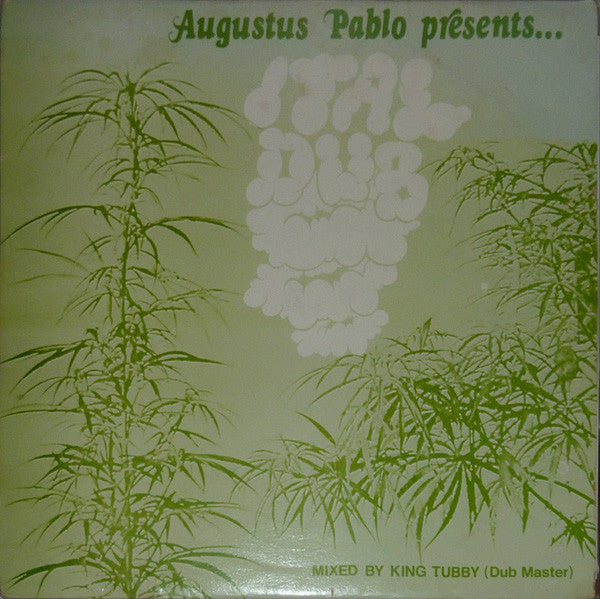 Augustus Pablo presents...
ITAL
DUB
MIXED BY KING TUBBY (Dub Master)